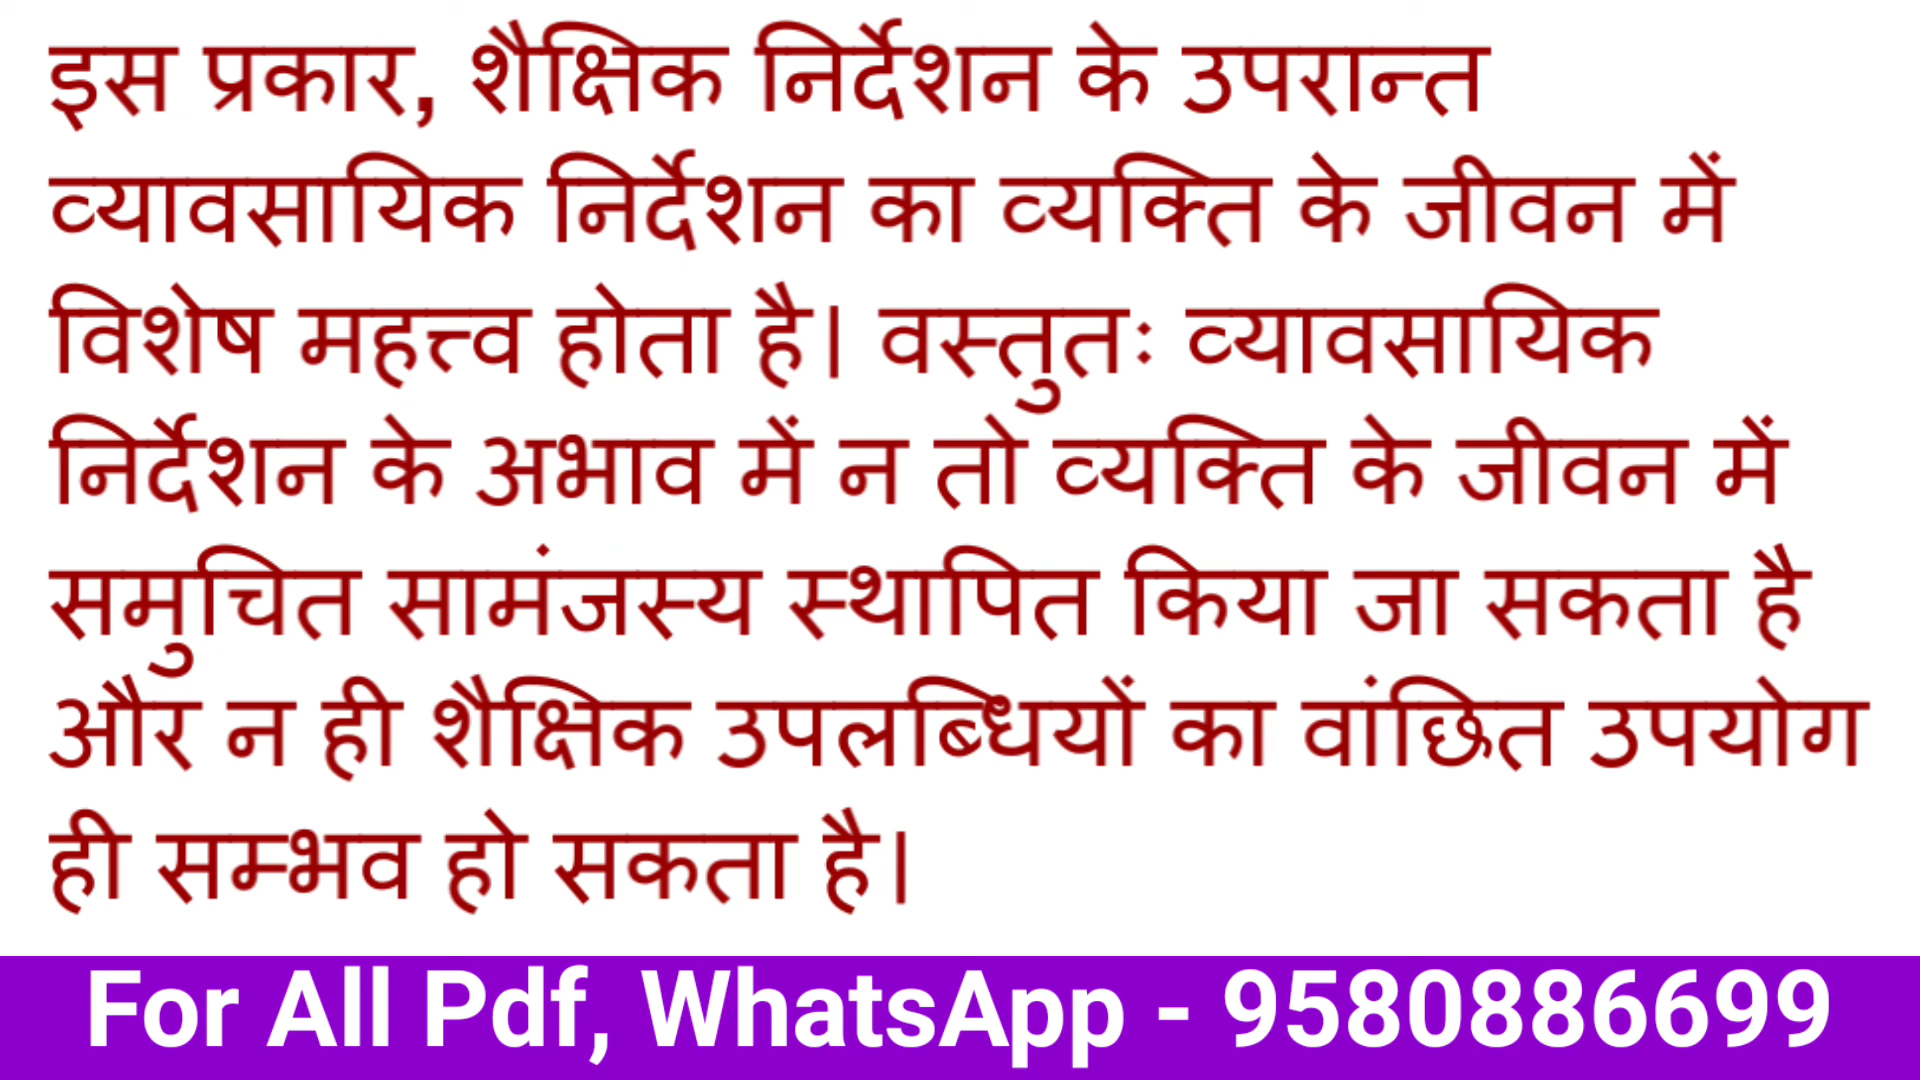 इस प्रकार, शैक्षिक निर्देशन के उपरान्त
व्यावसायिक निर्देशन का व्यक्ति के जीवन में
विशेष महत्त्व होता है। वस्तुतः व्यावसायिक
निर्देशन के अभाव में न तो व्यक्ति के जीवन में
समुचित सामंजस्य स्थापित किया जा सकता है
और न ही शैक्षिक उपलब्धियों का वांछित उपयोग
ही सम्भव हो सकता है।
For All Pdf, WhatsApp - 9580886699